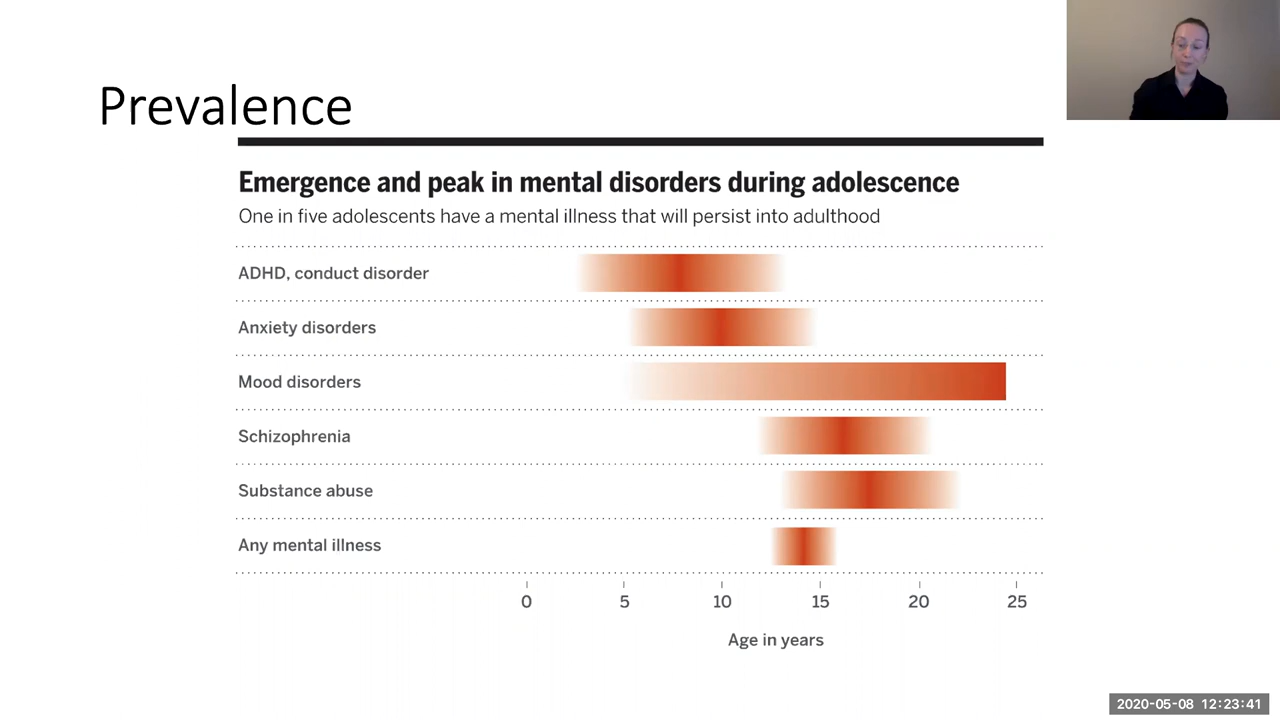 Prevalence
Emergence and peak in mental disorders during adolescence
One in five adolescents have a mental illness that will persist into adulthood
ADHD, conduct disorder
Anxiety disorders
Mood disorders
Schizophrenia
Substance abuse
Any mental illness
0 5 10 15 20 25
Age in years
2020-05-08 12:23:41